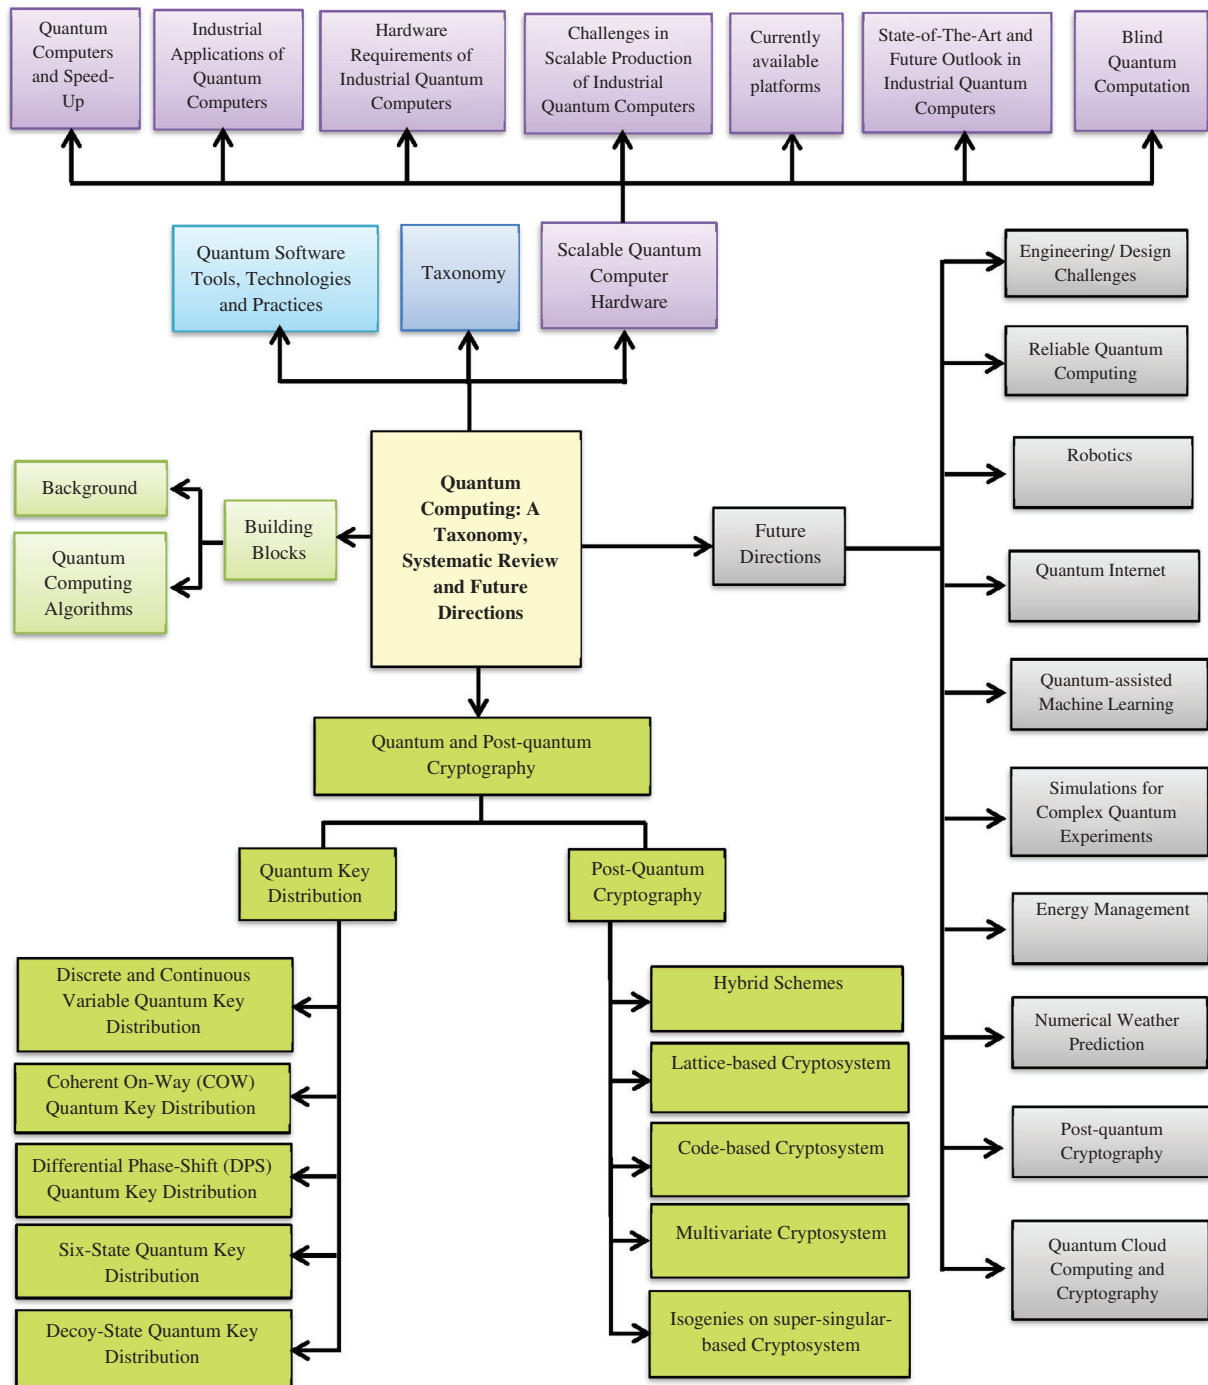 Quantum
Computers
and Speed-
Up
Industrial
Applications of
Quantum
Computers
Hardware
Requirements of
Industrial Quantum
Computers
Challenges in
Scalable Production
of Industrial
Quantum Computers
Currently
available
platforms
State-of-The-Art and
Future Outlook in
Industrial Quantum
Computers
Blind
Quantum
Computation
Quantum Software
Tools, Technologies
and Practices
Taxonomy
Scalable Quantum
Computer
Hardware
Background
Quantum
Computing
Algorithms
Building
Blocks
Quantum
Computing: A
Taxonomy,
Systematic Review
and Future
Directions
Future
Directions
Engineering/ Design
Challenges
Reliable Quantum
Computing
Robotics
Quantum Internet
Quantum-assisted
Machine Learning
Simulations for
Complex Quantum
Experiments
Energy Management
Numerical Weather
Prediction
Post-quantum
Cryptography
Quantum Cloud
Computing and
Cryptography
Quantum and Post-quantum
Cryptography
Quantum Key
Distribution
Post-Quantum
Cryptography
Discrete and Continuous
Variable Quantum Key
Distribution
Coherent On-Way (COW)
Quantum Key Distribution
Differential Phase-Shift (DPS)
Quantum Key Distribution
Six-State Quantum Key
Distribution
Decoy-State Quantum Key
Distribution
Hybrid Schemes
Lattice-based Cryptosystem
Code-based Cryptosystem
Multivariate Cryptosystem
Isogenies on super-singular-
based Cryptosystem